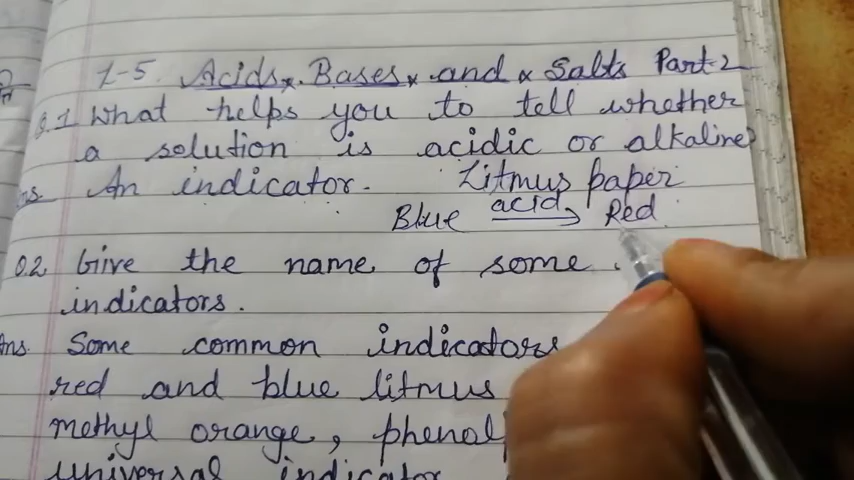 L-5. Acids, Bases, and Salts Part-2
Q.1 What helps you to tell whether
a solution is acidic or alkaline?
Ans. An indicator. Litmus paper
Blue acid → Red
Q.2 Give the name of some
indicators.
Ans. Some common indicators
red and blue litmus
methyl orange, phenol
universal indicator